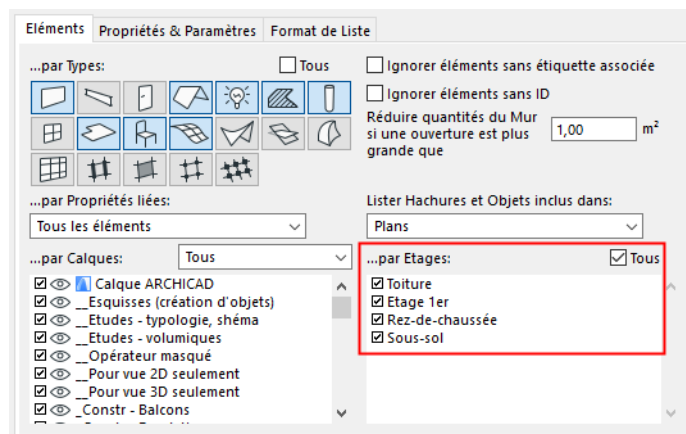 Eléments Propriétés & Paramètres Format de Liste
...par Types: Tous
Ignorer éléments sans étiquette associée
Ignorer éléments sans ID
Réduire quantités du Mur
si une ouverture est plus
grande que
1,00 m²
...par Propriétés liées:
Tous les éléments
Lister Hachures et Objets inclus dans:
Plans
...par Calques: Tous
Calque ARCHICAD
__Esquisses (création d'objets)
__Etudes - typologie, shéma
__Etudes - volumiques
__Opérateur masqué
__Pour vue 2D seulement
__Pour vue 3D seulement
_Constr - Balcons
...par Etages: Tous
Toiture
Etage 1er
Rez-de-chaussée
Sous-sol